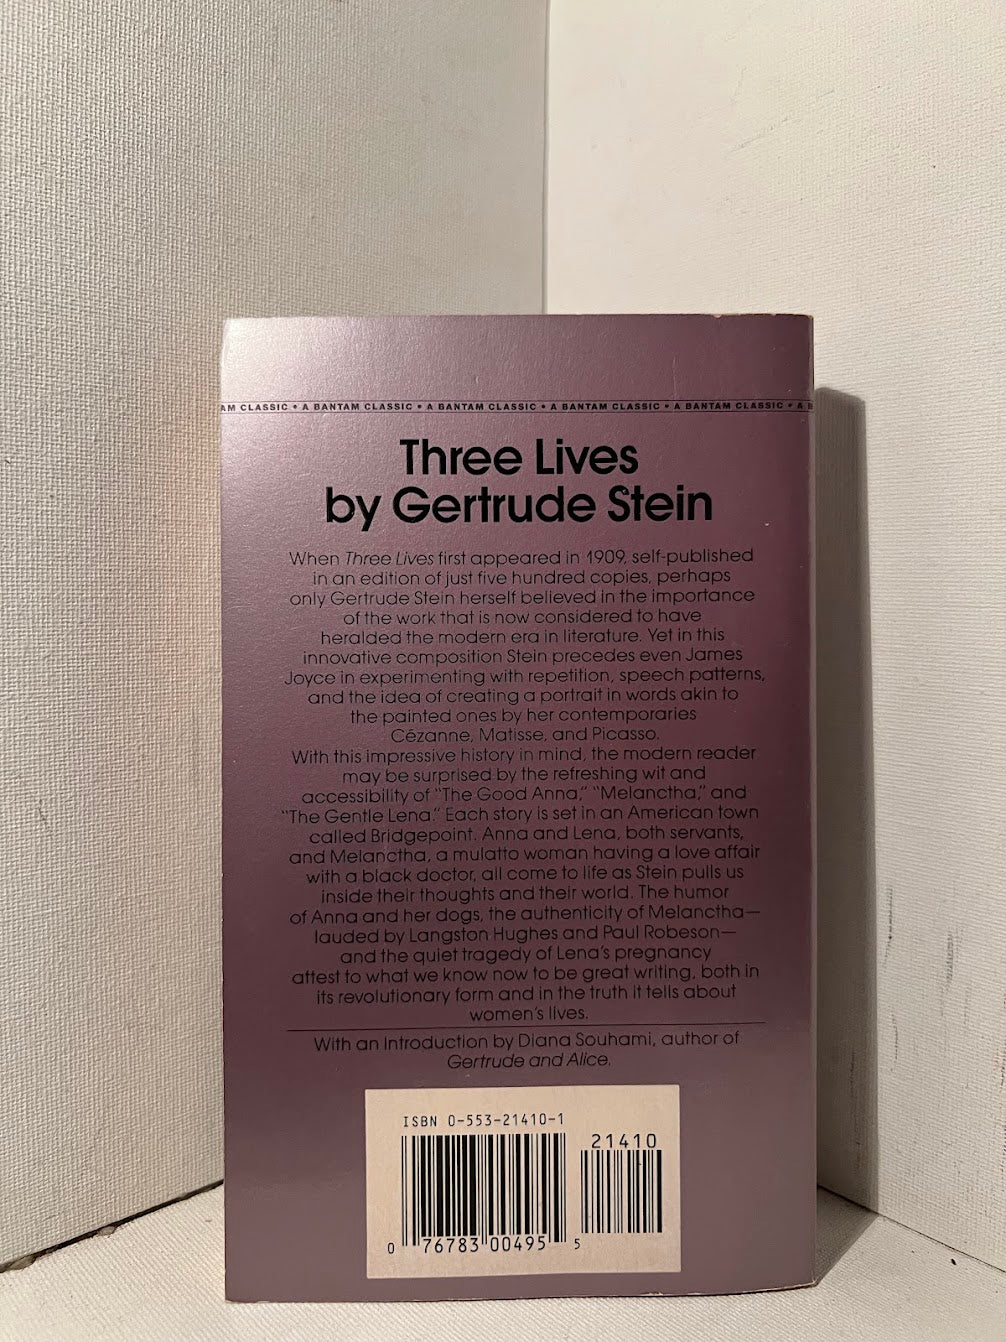 AM CLASSIC • A BANTAM CLASSIC • A BANTAM CLASSIC • A BANTAM CLASSIC • A BANTAM CLASSIC • A B
Three Lives
by Gertrude Stein
When Three Lives first appeared in 1909, self-published
in an edition of just five hundred copies, perhaps
only Gertrude Stein herself believed in the importance
of the work that is now considered to have
heralded the modern era in literature. Yet in this
innovative composition Stein precedes even James
Joyce in experimenting with repetition, speech patterns,
and the idea of creating a portrait in words akin to
the painted ones by her contemporaries
Cézanne, Matisse, and Picasso.
With this impressive history in mind, the modern reader
may be surprised by the refreshing wit and
accessibility of "The Good Anna," "Melanctha," and
"The Gentle Lena." Each story is set in an American town
called Bridgepoint. Anna and Lena, both servants,
and Melanctha, a mulatto woman having a love affair
with a black doctor, all come to life as Stein pulls us
inside their thoughts and their world. The humor
of Anna and her dogs, the authenticity of Melanctha—
lauded by Langston Hughes and Paul Robeson—
and the quiet tragedy of Lena's pregnancy
attest to what we know now to be great writing, both in
its revolutionary form and in the truth it tells about
women's lives.
With an Introduction by Diana Souhami, author of
Gertrude and Alice.
ISBN 0-553-21410-1
21410
0 76783 00495 5